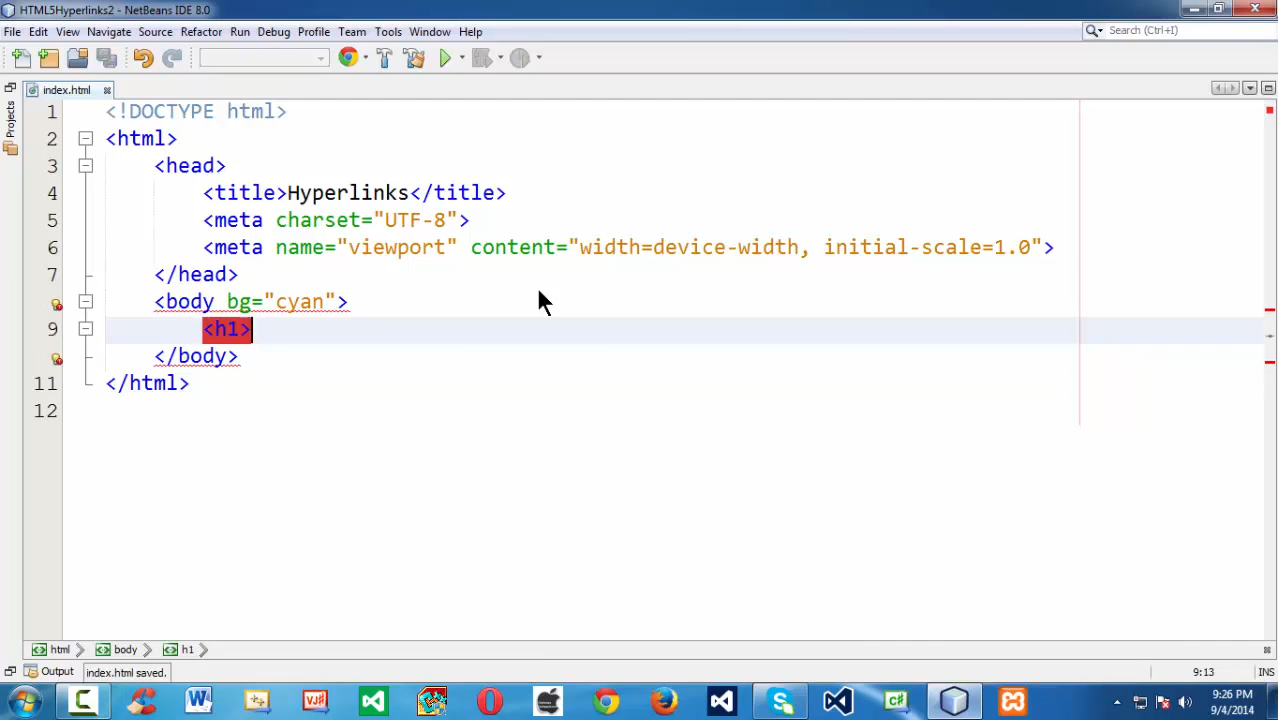 HTML5Hyperlinks2 - NetBeans IDE 8.0
File Edit View Navigate Source Refactor Run Debug Profile Team Tools Window Help
Search (Ctrl+I)
index.html
Projects
1 <!DOCTYPE html>
2 <html>
3 <head>
4 <title>Hyperlinks</title>
5 <meta charset="UTF-8">
6 <meta name="viewport" content="width=device-width, initial-scale=1.0">
7 </head>
<body bg="cyan">
9 <h1>
</body>
11 </html>
12
html body h1
Output index.html saved. 9:13 INS
9:26 PM
9/4/2014